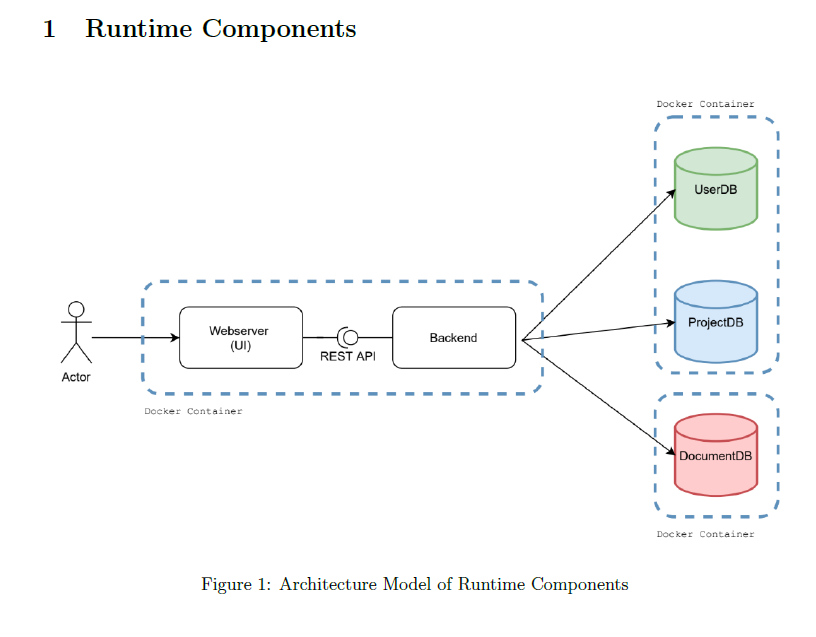 1 Runtime Components
Docker Container
UserDB
ProjectDB
Webserver
(UI)
REST API
Backend
Actor
Docker Container
DocumentDB
Docker Container
Figure 1: Architecture Model of Runtime Components